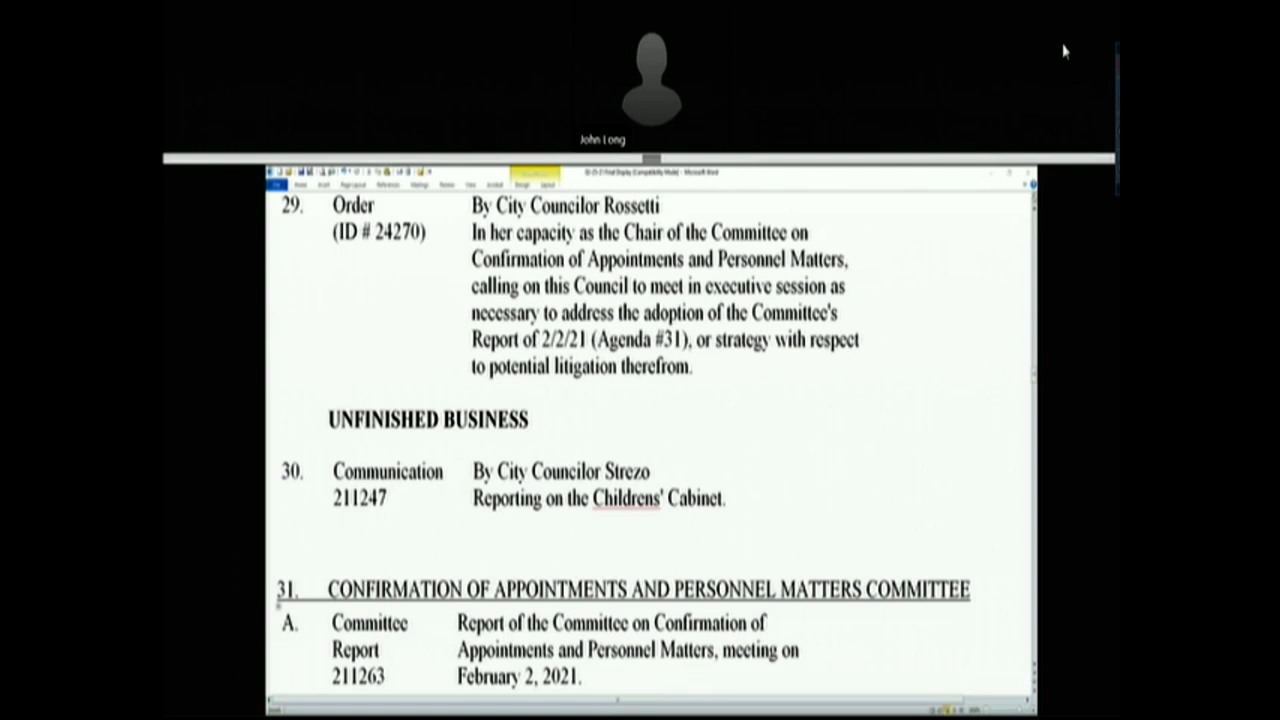 John Long
29. Order By City Councilor Rossetti
(ID # 24270) In her capacity as the Chair of the Committee on
Confirmation of Appointments and Personnel Matters,
calling on this Council to meet in executive session as
necessary to address the adoption of the Committee's
Report of 2/2/21 (Agenda #31), or strategy with respect
to potential litigation therefrom.
UNFINISHED BUSINESS
30. Communication By City Councilor Strezo
211247 Reporting on the Childrens' Cabinet.
31. CONFIRMATION OF APPOINTMENTS AND PERSONNEL MATTERS COMMITTEE
A. Committee Report of the Committee on Confirmation of
Report Appointments and Personnel Matters, meeting on
211263 February 2, 2021.